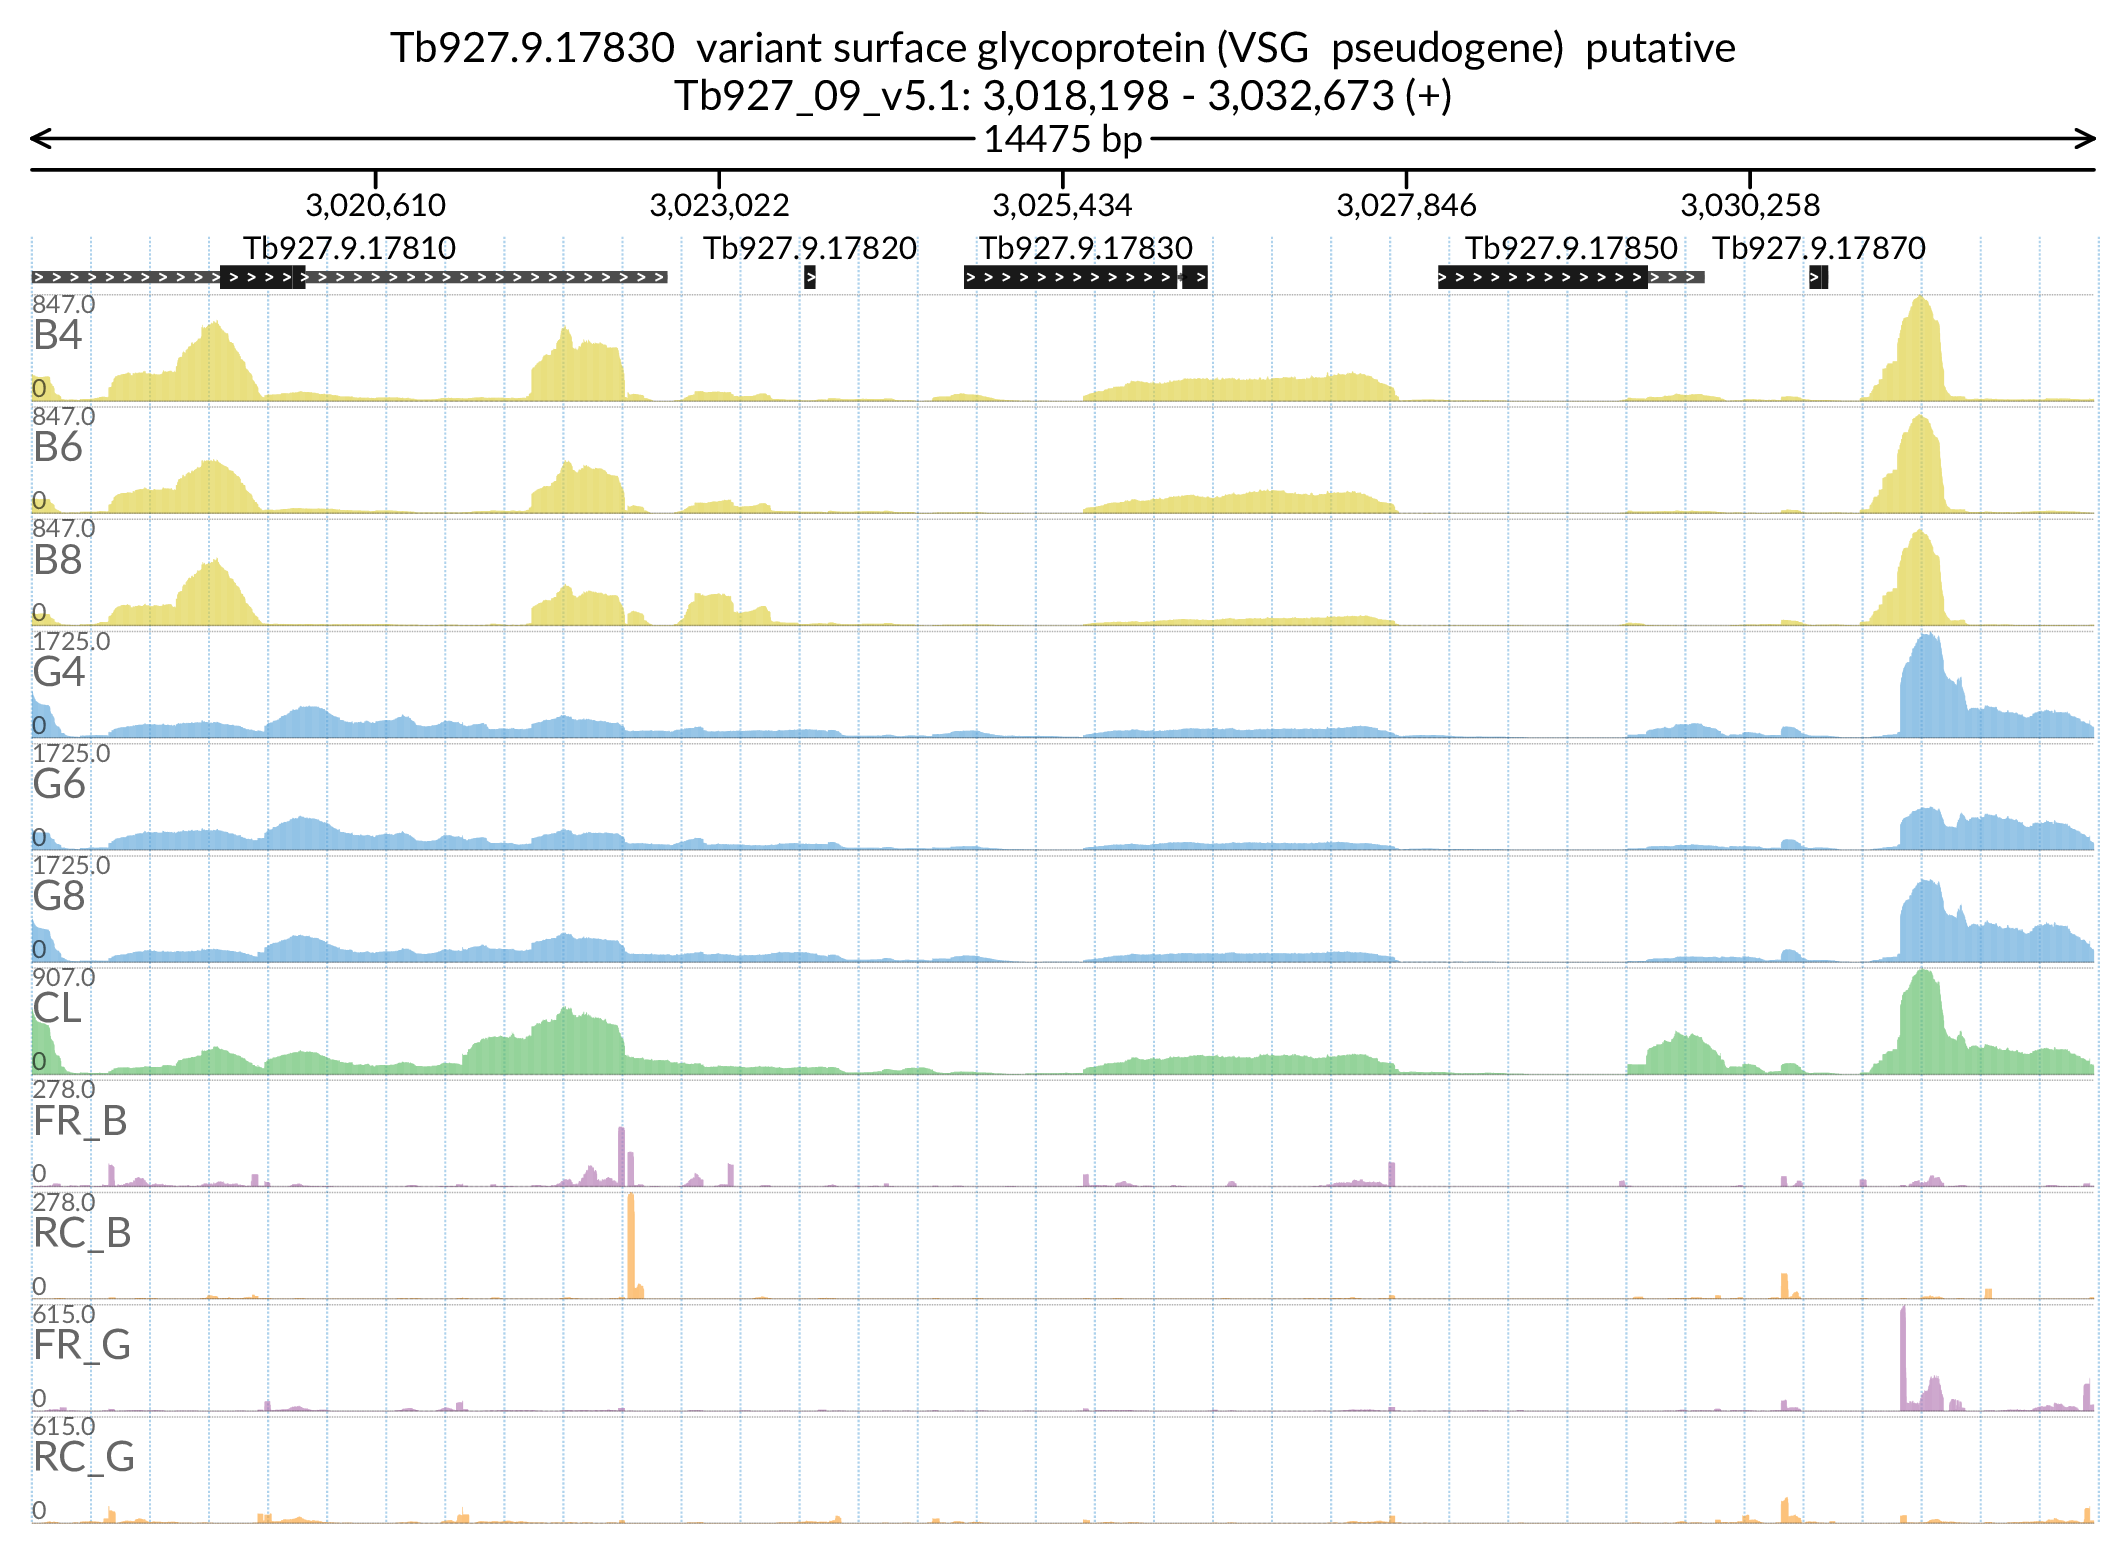 Tb927.9.17830 variant surface glycoprotein (VSG pseudogene) putative
Tb927_09_v5.1: 3,018,198 - 3,032,673 (+)
14475 bp
3,020,610 3,023,022 3,025,434 3,027,846 3,030,258
Tb927.9.17810 Tb927.9.17820 Tb927.9.17830 Tb927.9.17850 Tb927.9.17870
847.0
B4
0
847.0
B6
0
847.0
B8
0
1725.0
G4
0
1725.0
G6
0
1725.0
G8
0
907.0
CL
0
278.0
FR_B
0
278.0
RC_B
0
615.0
FR_G
0
615.0
RC_G
0